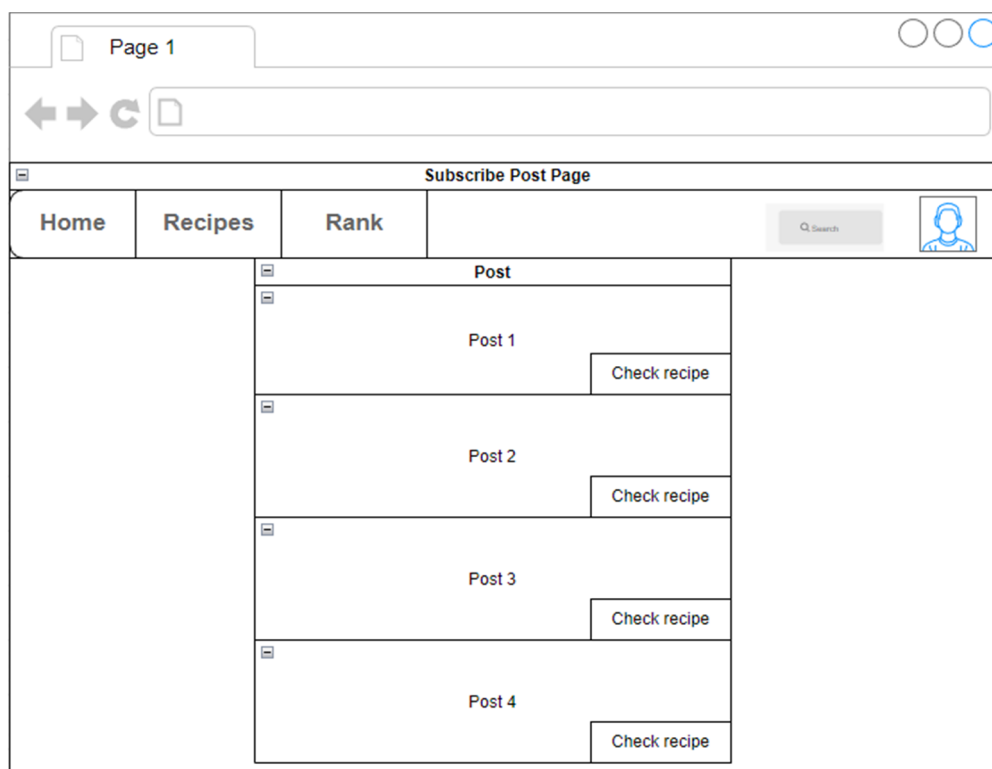 Page 1
Subscribe Post Page
Home Recipes Rank Search
Post
Post 1
Check recipe
Post 2
Check recipe
Post 3
Check recipe
Post 4
Check recipe